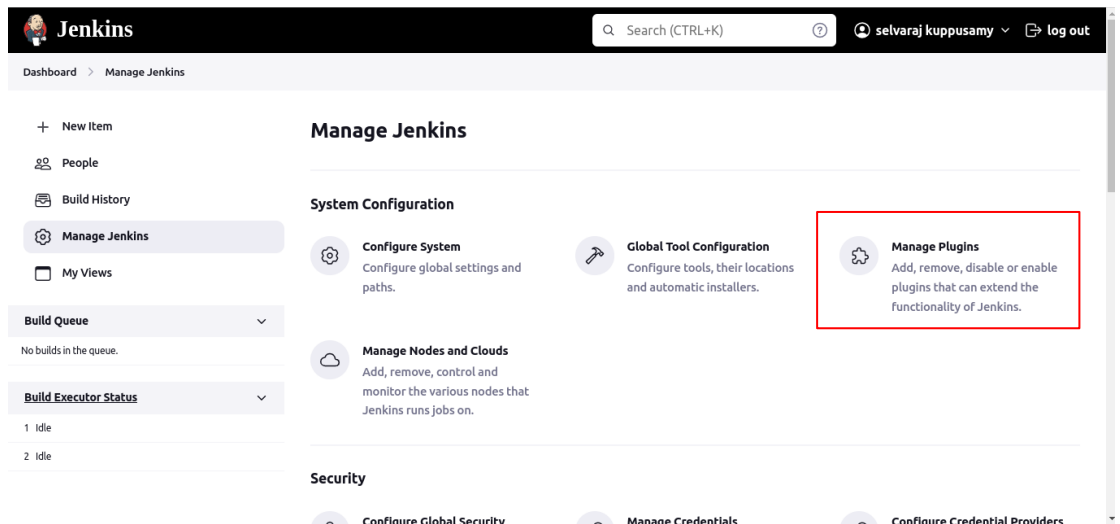 Jenkins
Search (CTRL+K)
selvaraj kuppusamy
log out
Dashboard
Manage Jenkins
New Item
People
Build History
Manage Jenkins
My Views
Build Queue
No builds in the queue.
Build Executor Status
1 Idle
2 Idle
Manage Jenkins
System Configuration
Configure System
Configure global settings and
paths.
Global Tool Configuration
Configure tools, their locations
and automatic installers.
Manage Plugins
Add, remove, disable or enable
plugins that can extend the
functionality of Jenkins.
Manage Nodes and Clouds
Add, remove, control and
monitor the various nodes that
Jenkins runs jobs on.
Security
Configure Global Security
Manage Credentials
Configure Credential Providers